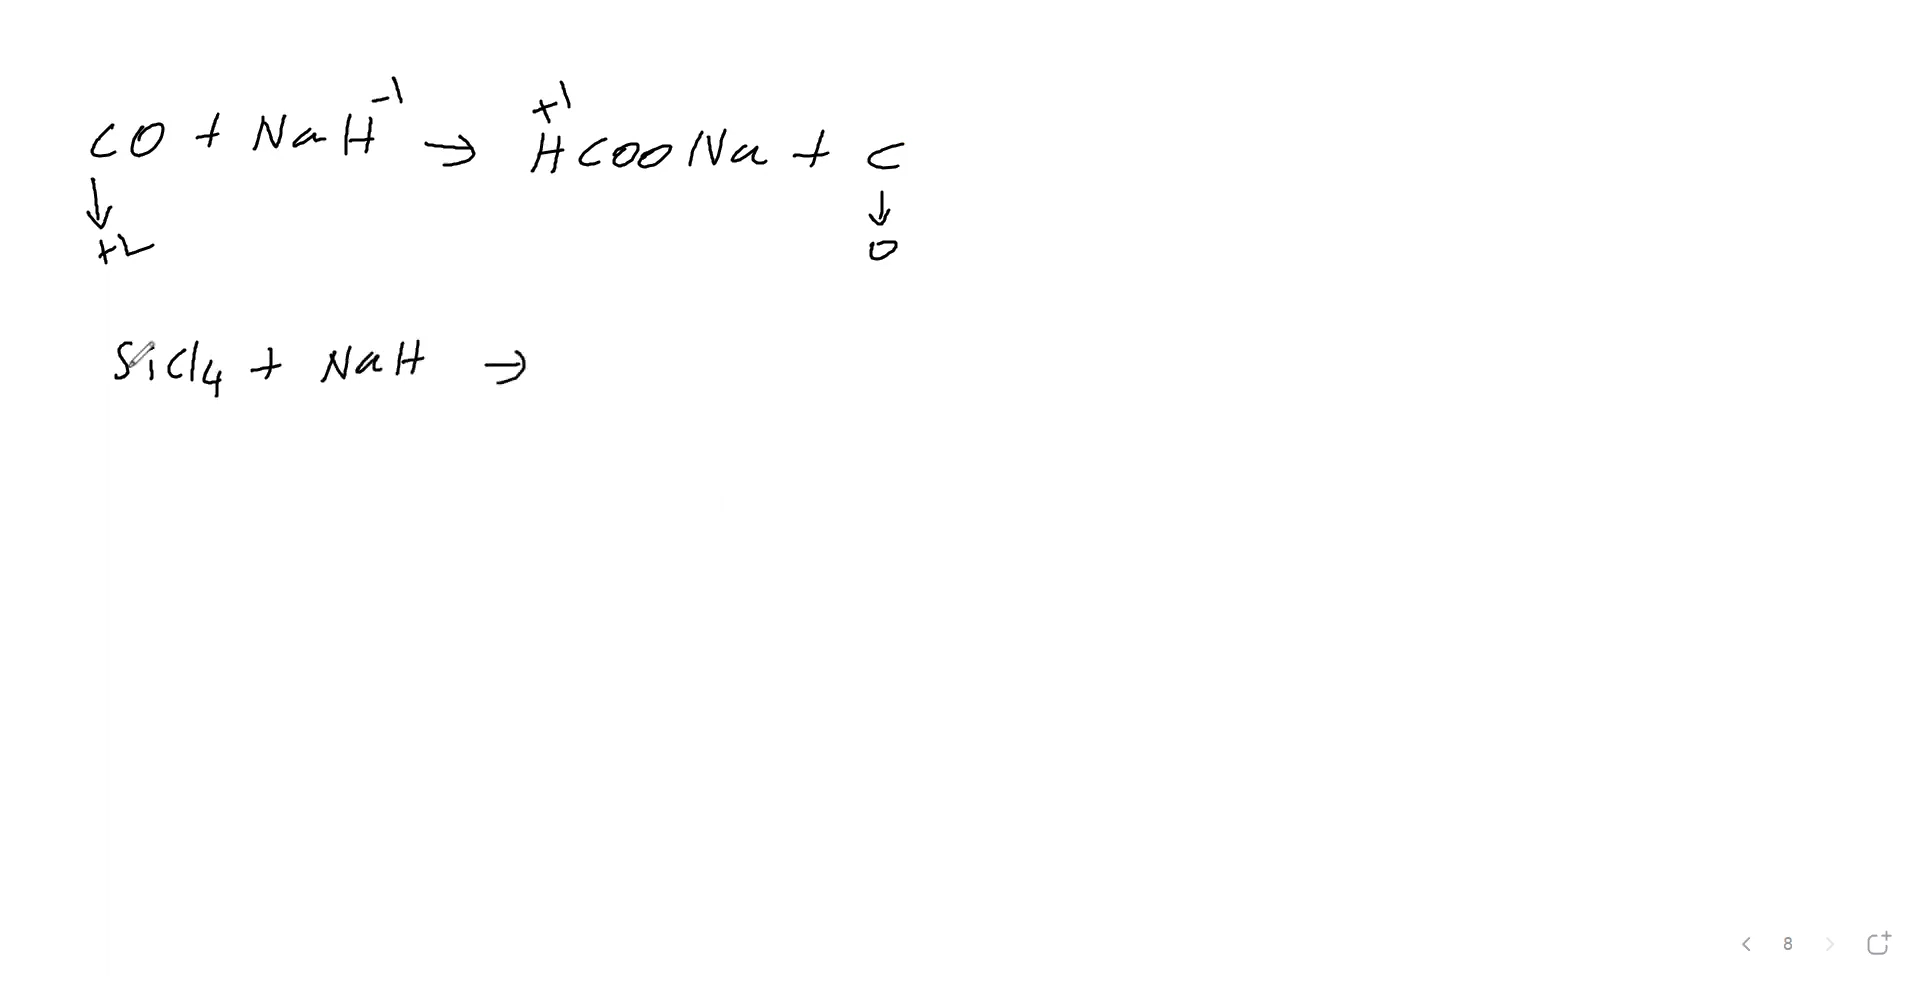 -1 +1
CO + NaH → HCOONa + C
↓ ↓
+2 0
SiCl4 + NaH →
8